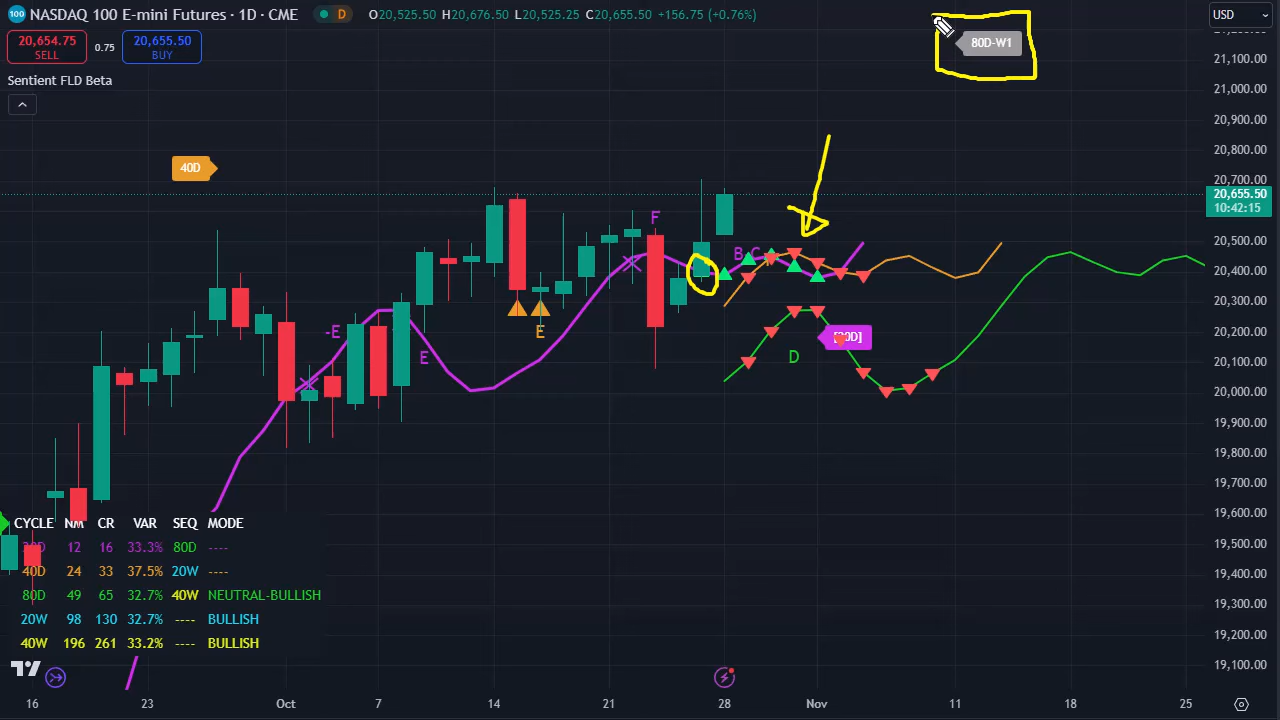 100 NASDAQ 100 E-mini Futures · 1D · CME D O20,525.50 H20,676.50 L20,525.25 C20,655.50 +156.75 (+0.76%)
USD
20,654.75
SELL
0.75
20,655.50
BUY
Sentient FLD Beta
80D-W1
40D
21,100.00
21,000.00
20,900.00
20,800.00
20,700.00
20,655.50
10:42:15
20,500.00
20,400.00
20,300.00
20,200.00
20,100.00
20,000.00
19,900.00
19,800.00
19,700.00
19,600.00
19,500.00
19,400.00
19,300.00
19,200.00
19,100.00
F
B C
-E
E
E
D
CYCLE NM CR VAR SEQ MODE
20D 12 16 33.3% 80D ----
40D 24 33 37.5% 20W ----
80D 49 65 32.7% 40W NEUTRAL-BULLISH
20W 98 130 32.7% ---- BULLISH
40W 196 261 33.2% ---- BULLISH
16 23 Oct 7 14 21 28 Nov 11 18 25